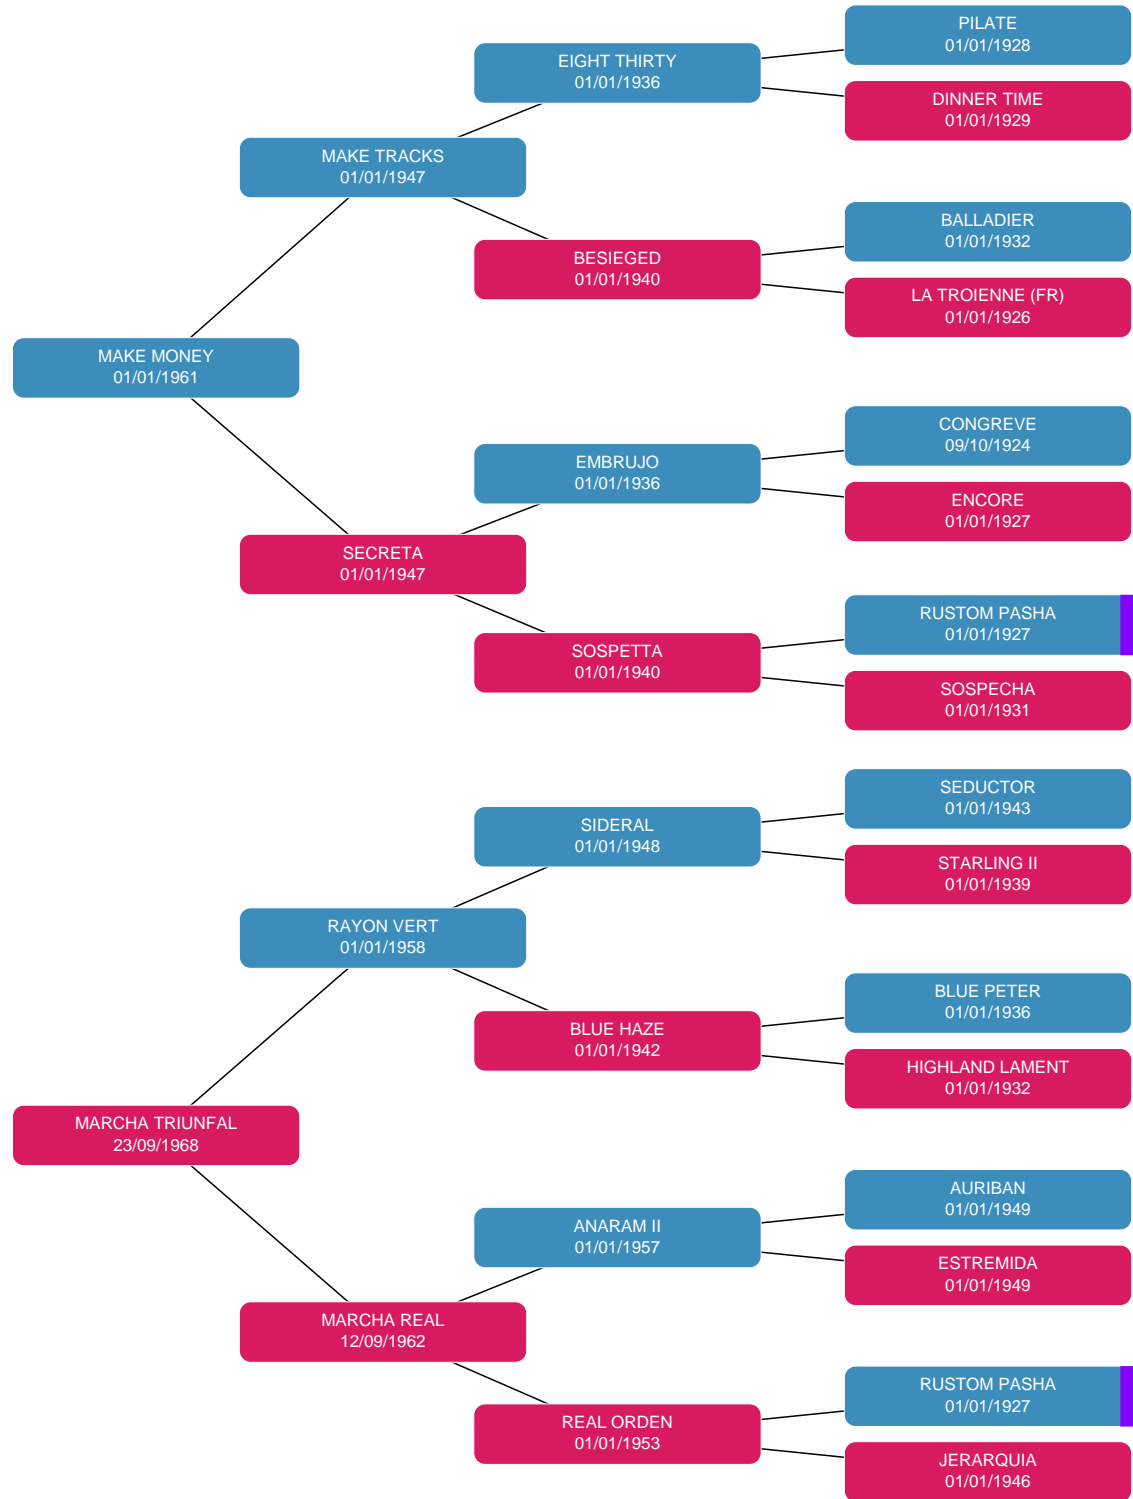 PILATE
01/01/1928
EIGHT THIRTY
01/01/1936
DINNER TIME
01/01/1929
MAKE TRACKS
01/01/1947
BALLADIER
01/01/1932
BESIEGED
01/01/1940
LA TROIENNE (FR)
01/01/1926
MAKE MONEY
01/01/1961
CONGREVE
09/10/1924
EMBRUJO
01/01/1936
ENCORE
01/01/1927
SECRETA
01/01/1947
RUSTOM PASHA
01/01/1927
SOSPETTA
01/01/1940
SOSPECHA
01/01/1931
SEDUCTOR
01/01/1943
SIDERAL
01/01/1948
STARLING II
01/01/1939
RAYON VERT
01/01/1958
BLUE PETER
01/01/1936
BLUE HAZE
01/01/1942
HIGHLAND LAMENT
01/01/1932
MARCHA TRIUNFAL
23/09/1968
AURIBAN
01/01/1949
ANARAM II
01/01/1957
ESTREMIDA
01/01/1949
MARCHA REAL
12/09/1962
RUSTOM PASHA
01/01/1927
REAL ORDEN
01/01/1953
JERARQUIA
01/01/1946